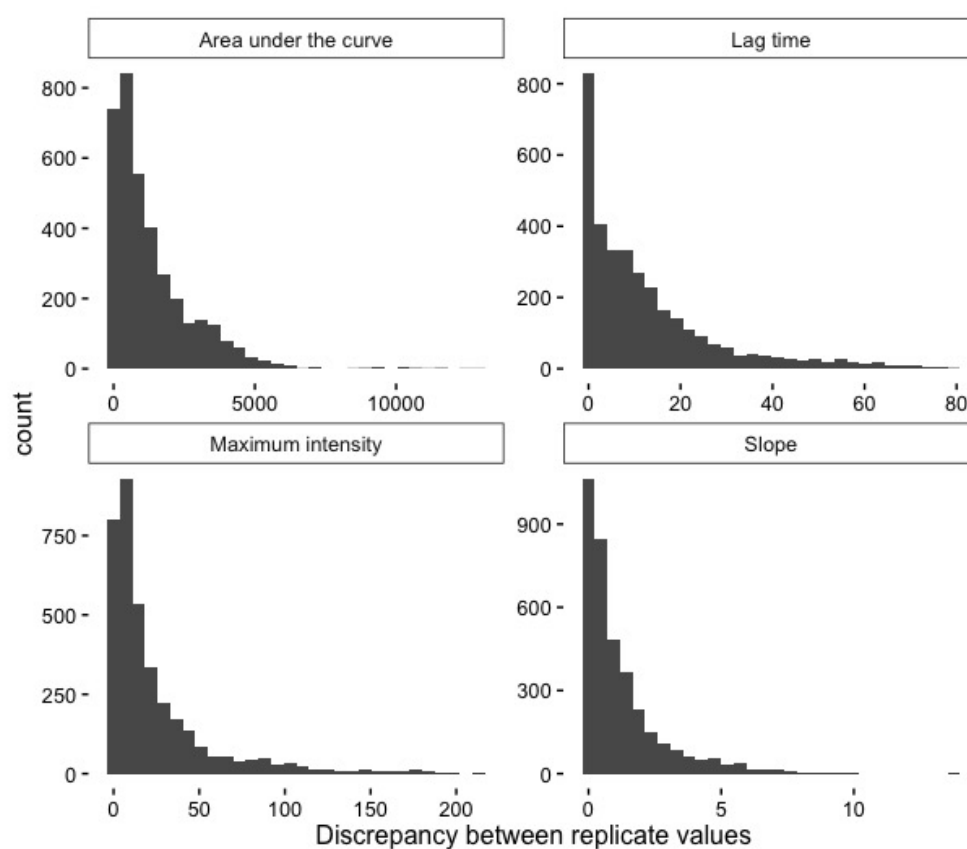 Area under the curve
Lag time
800
600
400
200
0
0 5000 10000
800
600
400
200
0
0 20 40 60 80
count
Maximum intensity
Slope
750
500
250
0
0 50 100 150 200
900
600
300
0
0 5 10
Discrepancy between replicate values